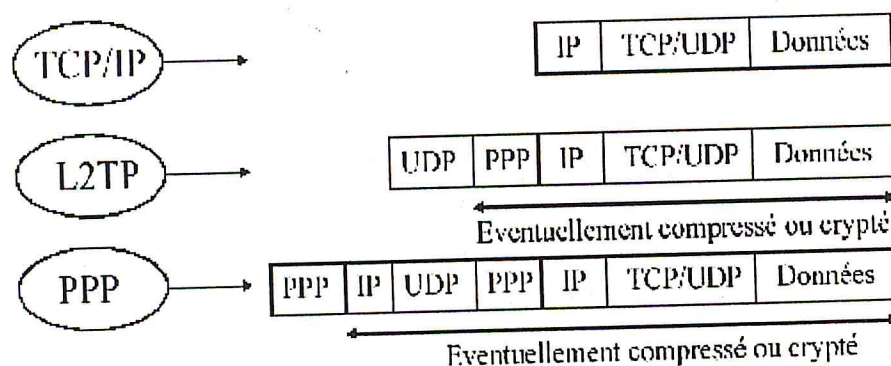 TCP/IP IP TCP/UDP Données
L2TP UDP PPP IP TCP/UDP Données
Eventuellement compressé ou crypté
PPP PPP IP UDP PPP IP TCP/UDP Données
Eventuellement compressé ou crypté